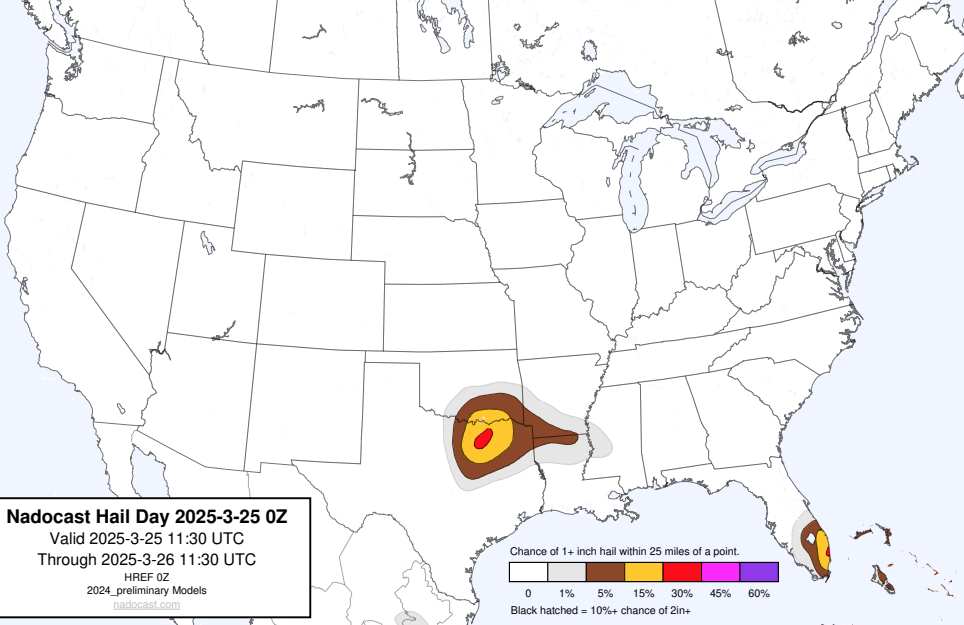 Nadocast Hail Day 2025-3-25 0Z
Valid 2025-3-25 11:30 UTC
Through 2025-3-26 11:30 UTC
HREF 0Z
2024_preliminary Models
nadocast.com
Chance of 1+ inch hail within 25 miles of a point.
0 1% 5% 15% 30% 45% 60%
Black hatched = 10%+ chance of 2in+